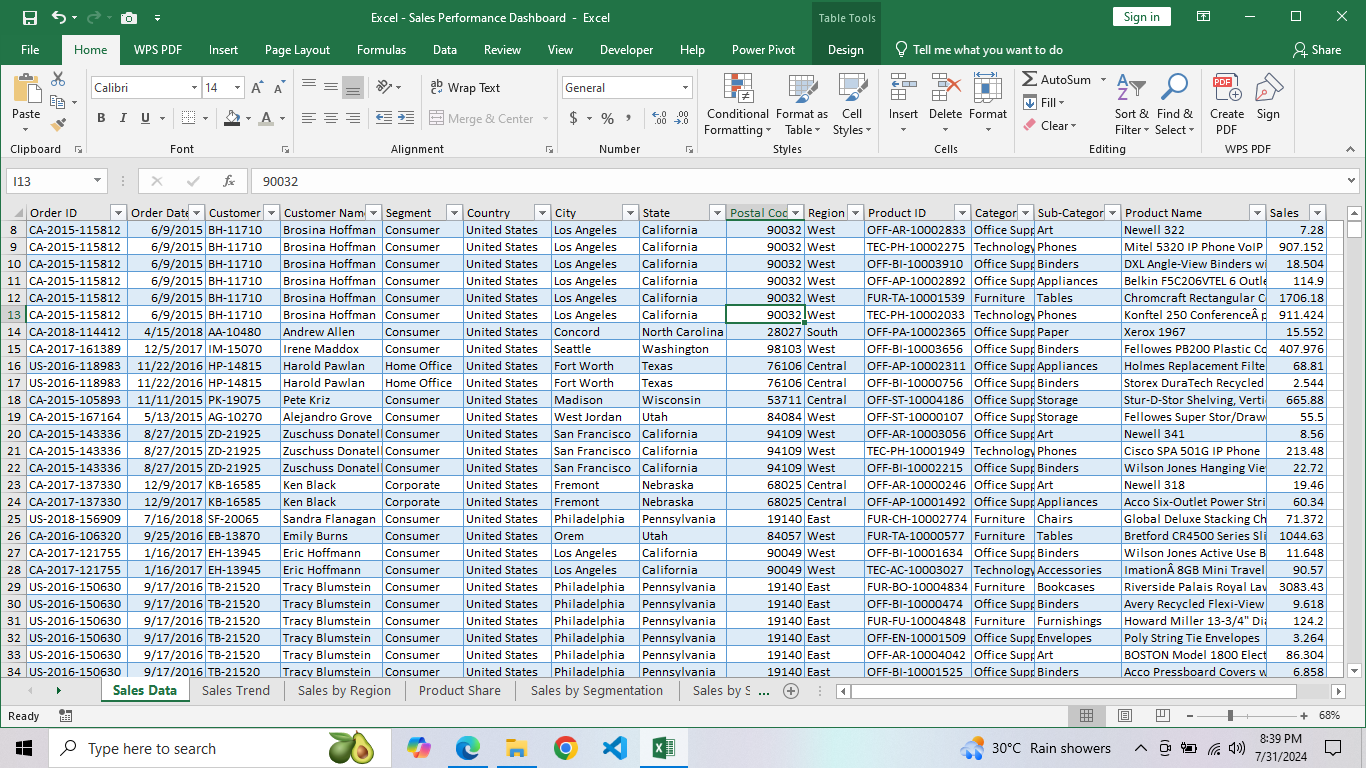 Excel - Sales Performance Dashboard - Excel
Table Tools
Sign in
File Home WPS PDF Insert Page Layout Formulas Data Review View Developer Help Power Pivot Design Tell me what you want to do Share
Paste
Calibri 14
Wrap Text
Merge & Center
General
Conditional Formatting
Format as Table
Cell Styles
Insert Delete Format
AutoSum
Fill
Clear
Sort & Filter
Find & Select
Create PDF
Sign
Clipboard Font Alignment Number Styles Cells Editing WPS PDF
I13 fx 90032
Order ID Order Date Customer Customer Nam Segment Country City State Postal Coc Region Product ID Categor Sub-Categor Product Name Sales
8 CA-2015-115812 6/9/2015 BH-11710 Brosina Hoffman Consumer United States Los Angeles California 90032 West OFF-AR-10002833 Office Supp Art Newell 322 7.28
9 CA-2015-115812 6/9/2015 BH-11710 Brosina Hoffman Consumer United States Los Angeles California 90032 West TEC-PH-10002275 Technology Phones Mitel 5320 IP Phone VoIP 907.152
10 CA-2015-115812 6/9/2015 BH-11710 Brosina Hoffman Consumer United States Los Angeles California 90032 West OFF-BI-10003910 Office Supp Binders DXL Angle-View Binders wi 18.504
11 CA-2015-115812 6/9/2015 BH-11710 Brosina Hoffman Consumer United States Los Angeles California 90032 West OFF-AP-10002892 Office Supp Appliances Belkin F5C206VTEL 6 Outle 114.9
12 CA-2015-115812 6/9/2015 BH-11710 Brosina Hoffman Consumer United States Los Angeles California 90032 West FUR-TA-10001539 Furniture Tables Chromcraft Rectangular C 1706.18
13 CA-2015-115812 6/9/2015 BH-11710 Brosina Hoffman Consumer United States Los Angeles California 90032 West TEC-PH-10002033 Technology Phones Konftel 250 ConferenceÂ p 911.424
14 CA-2018-114412 4/15/2018 AA-10480 Andrew Allen Consumer United States Concord North Carolina 28027 South OFF-PA-10002365 Office Supp Paper Xerox 1967 15.552
15 CA-2017-161389 12/5/2017 IM-15070 Irene Maddox Consumer United States Seattle Washington 98103 West OFF-BI-10003656 Office Supp Binders Fellowes PB200 Plastic Co 407.976
16 US-2016-118983 11/22/2016 HP-14815 Harold Pawlan Home Office United States Fort Worth Texas 76106 Central OFF-AP-10002311 Office Supp Appliances Holmes Replacement Filte 68.81
17 US-2016-118983 11/22/2016 HP-14815 Harold Pawlan Home Office United States Fort Worth Texas 76106 Central OFF-BI-10000756 Office Supp Binders Storex DuraTech Recycled 2.544
18 CA-2015-105893 11/11/2015 PK-19075 Pete Kriz Consumer United States Madison Wisconsin 53711 Central OFF-ST-10004186 Office Supp Storage Stur-D-Stor Shelving, Verti 665.88
19 CA-2015-167164 5/13/2015 AG-10270 Alejandro Grove Consumer United States West Jordan Utah 84084 West OFF-ST-10000107 Office Supp Storage Fellowes Super Stor/Draw 55.5
20 CA-2015-143336 8/27/2015 ZD-21925 Zuschuss Donatell Consumer United States San Francisco California 94109 West OFF-AR-10003056 Office Supp Art Newell 341 8.56
21 CA-2015-143336 8/27/2015 ZD-21925 Zuschuss Donatell Consumer United States San Francisco California 94109 West TEC-PH-10001949 Technology Phones Cisco SPA 501G IP Phone 213.48
22 CA-2015-143336 8/27/2015 ZD-21925 Zuschuss Donatell Consumer United States San Francisco California 94109 West OFF-BI-10002215 Office Supp Binders Wilson Jones Hanging Vie 22.72
23 CA-2017-137330 12/9/2017 KB-16585 Ken Black Corporate United States Fremont Nebraska 68025 Central OFF-AR-10000246 Office Supp Art Newell 318 19.46
24 CA-2017-137330 12/9/2017 KB-16585 Ken Black Corporate United States Fremont Nebraska 68025 Central OFF-AP-10001492 Office Supp Appliances Acco Six-Outlet Power Stri 60.34
25 US-2018-156909 7/16/2018 SF-20065 Sandra Flanagan Consumer United States Philadelphia Pennsylvania 19140 East FUR-CH-10002774 Furniture Chairs Global Deluxe Stacking Ch 71.372
26 CA-2016-106320 9/25/2016 EB-13870 Emily Burns Consumer United States Orem Utah 84057 West FUR-TA-10000577 Furniture Tables Bretford CR4500 Series Sli 1044.63
27 CA-2017-121755 1/16/2017 EH-13945 Eric Hoffmann Consumer United States Los Angeles California 90049 West OFF-BI-10001634 Office Supp Binders Wilson Jones Active Use B 11.648
28 CA-2017-121755 1/16/2017 EH-13945 Eric Hoffmann Consumer United States Los Angeles California 90049 West TEC-AC-10003027 Technology Accessories ImationÂ 8GB Mini Travel 90.57
29 US-2016-150630 9/17/2016 TB-21520 Tracy Blumstein Consumer United States Philadelphia Pennsylvania 19140 East FUR-BO-10004834 Furniture Bookcases Riverside Palais Royal Law 3083.43
30 US-2016-150630 9/17/2016 TB-21520 Tracy Blumstein Consumer United States Philadelphia Pennsylvania 19140 East OFF-BI-10000474 Office Supp Binders Avery Recycled Flexi-View 9.618
31 US-2016-150630 9/17/2016 TB-21520 Tracy Blumstein Consumer United States Philadelphia Pennsylvania 19140 East FUR-FU-10004848 Furniture Furnishings Howard Miller 13-3/4" Dia 124.2
32 US-2016-150630 9/17/2016 TB-21520 Tracy Blumstein Consumer United States Philadelphia Pennsylvania 19140 East OFF-EN-10001509 Office Supp Envelopes Poly String Tie Envelopes 3.264
33 US-2016-150630 9/17/2016 TB-21520 Tracy Blumstein Consumer United States Philadelphia Pennsylvania 19140 East OFF-AR-10004042 Office Supp Art BOSTON Model 1800 Elect 86.304
34 US-2016-150630 9/17/2016 TB-21520 Tracy Blumstein Consumer United States Philadelphia Pennsylvania 19140 East OFF-BI-10001525 Office Supp Binders Acco Pressboard Covers w 6.858
Sales Data Sales Trend Sales by Region Product Share Sales by Segmentation Sales by S ...
Ready 68%
Type here to search 30°C Rain showers 8:39 PM
7/31/2024